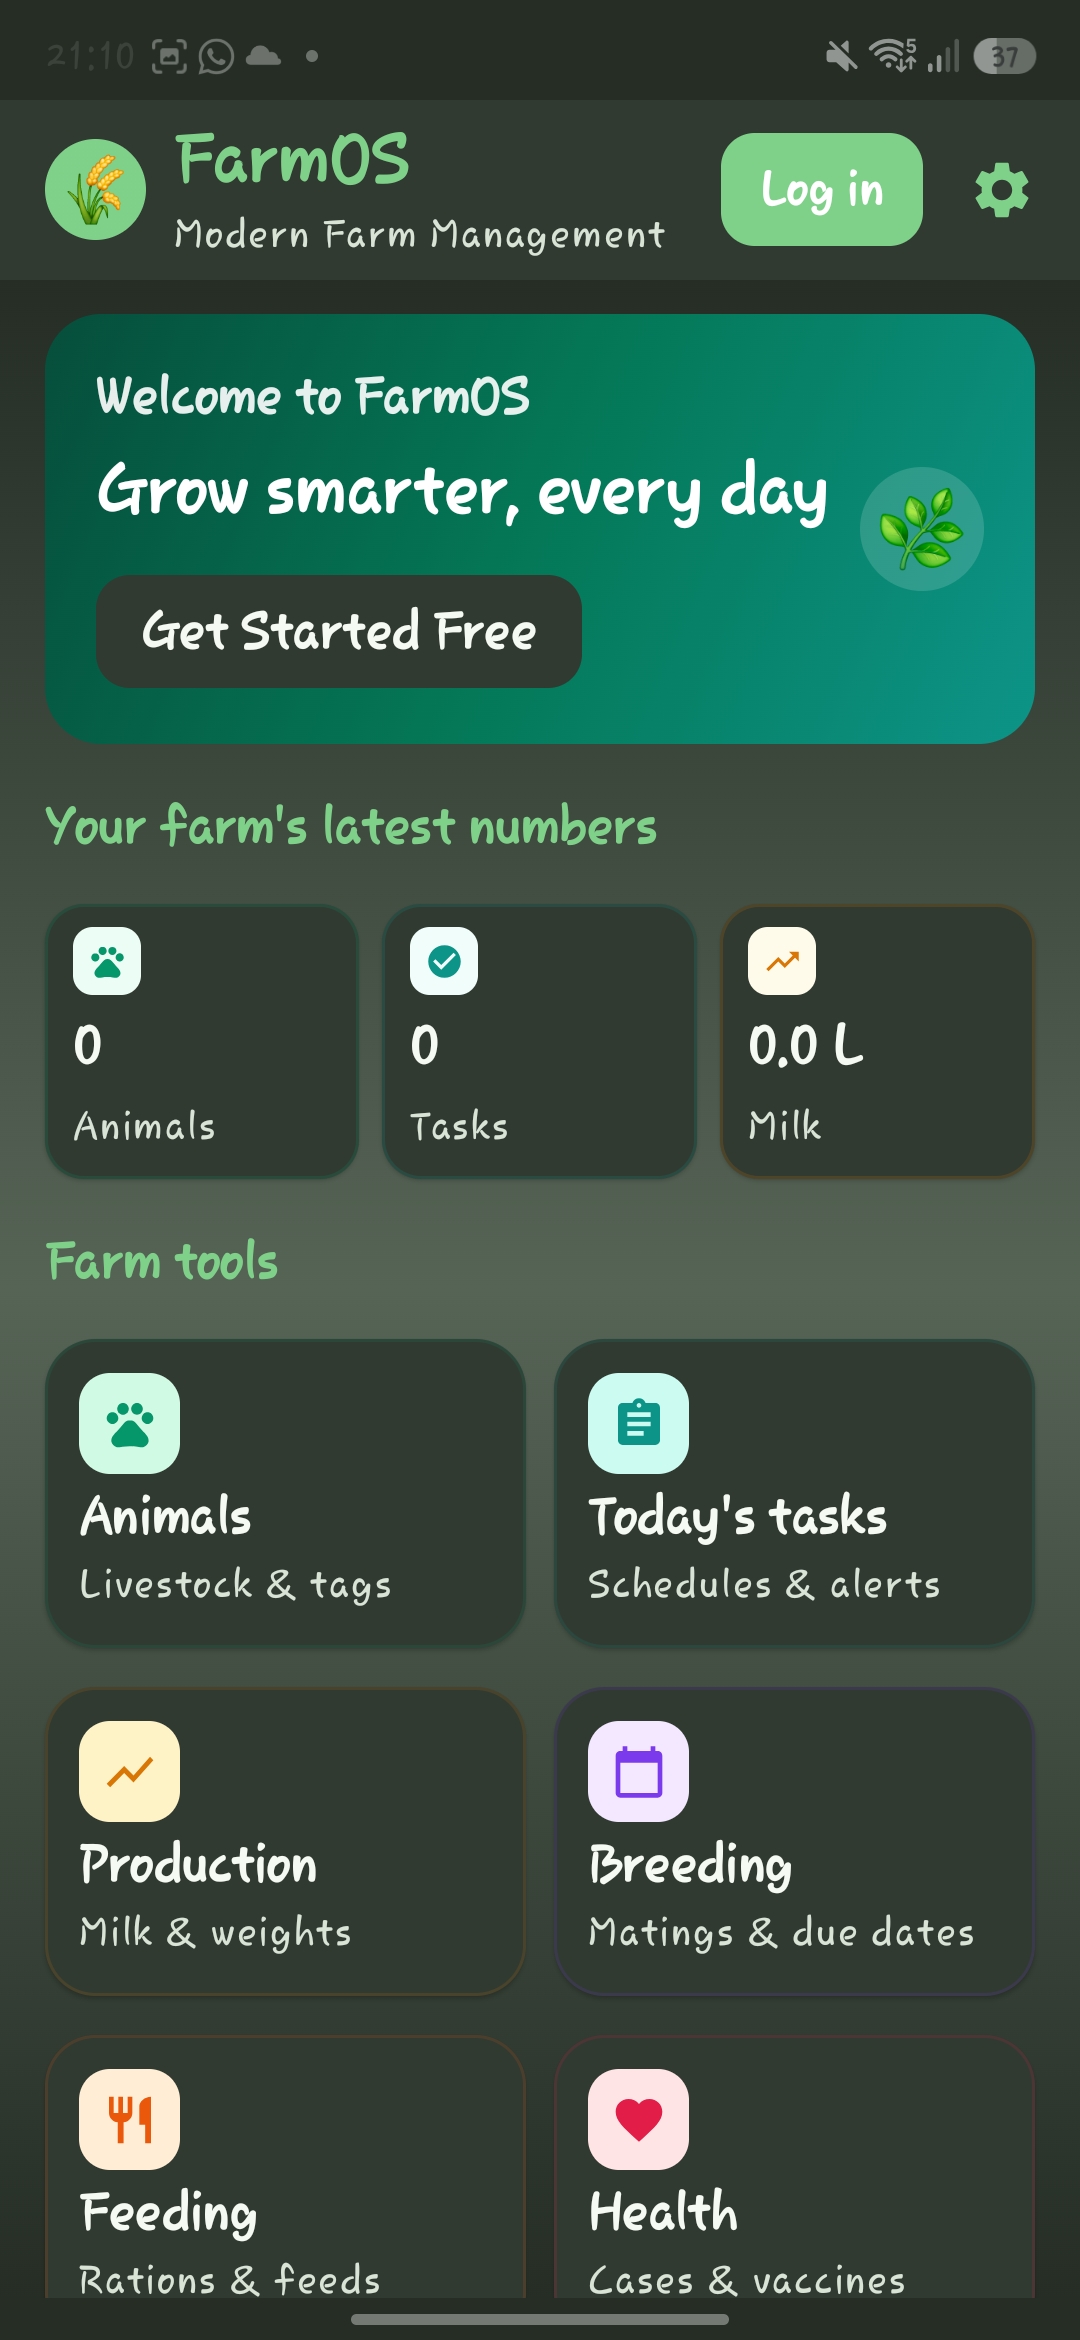 21:10
5
37
FarmOS
Modern Farm Management
Log in
Welcome to FarmOS
Grow smarter, every day
Get Started Free
Your farm's latest numbers
0
Animals
0
Tasks
0.0 L
Milk
Farm tools
Animals
Livestock & tags
Today's tasks
Schedules & alerts
Production
Milk & weights
Breeding
Matings & due dates
Feeding
Rations & feeds
Health
Cases & vaccines